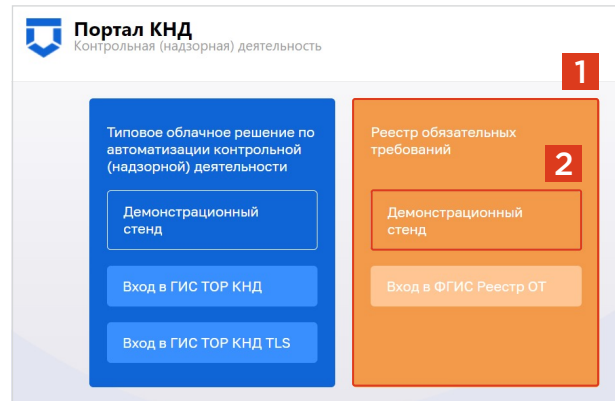 Портал КНД
Контрольная (надзорная) деятельность
1
Типовое облачное решение по
автоматизации контрольной
(надзорной) деятельности
Демонстрационный
стенд
Вход в ГИС ТОР КНД
Вход в ГИС ТОР КНД TLS
Реестр обязательных
требований
2
Демонстрационный
стенд
Вход в ФГИС Реестр ОТ